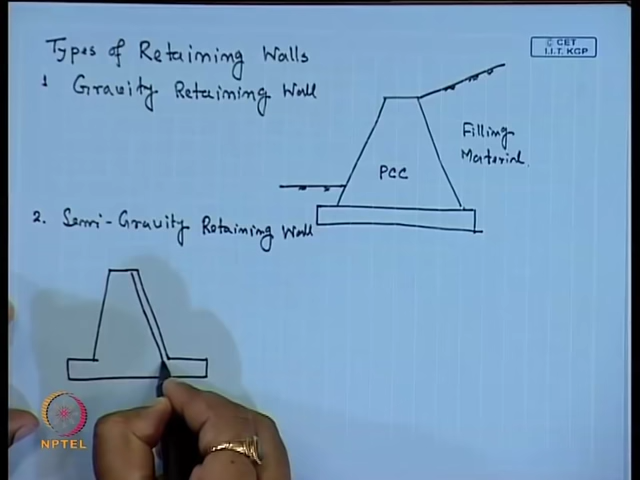 Types of Retaining Walls
© CET
I.I.T. KGP
1 Gravity Retaining Wall
Filling
Material.
PCC
2. Semi-Gravity Retaining Wall
NPTEL